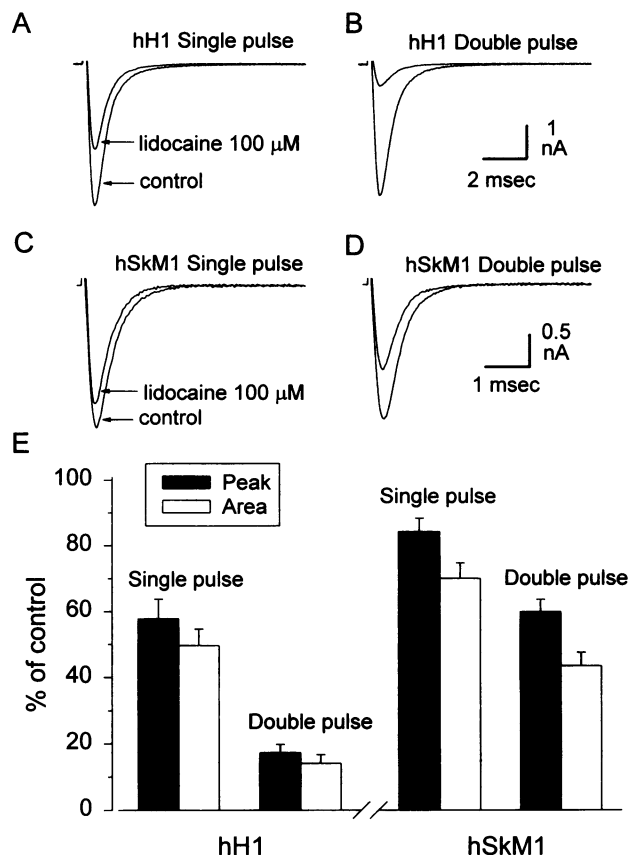 A
hH1 Single pulse
lidocaine 100 µM
control
B
hH1 Double pulse
1
nA
2 msec
C
hSkM1 Single pulse
lidocaine 100 µM
control
D
hSkM1 Double pulse
0.5
nA
1 msec
E
Peak
Area
% of control
100
80
60
40
20
0
Single pulse
Double pulse
Single pulse
Double pulse
hH1
hSkM1